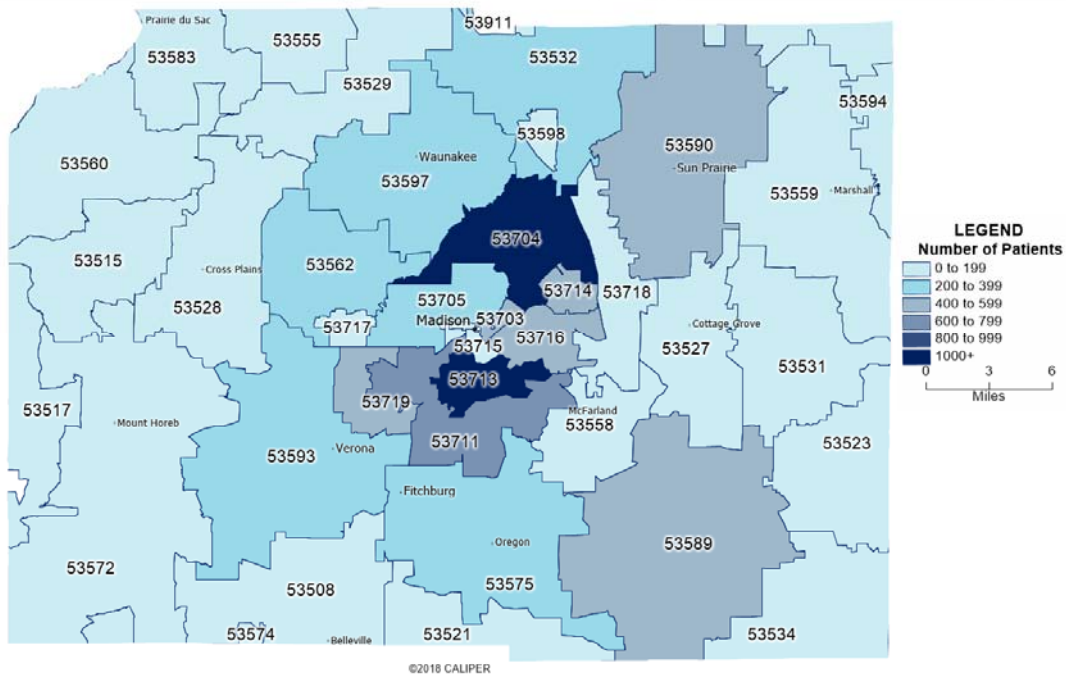 53911
Prairie du Sac
53555
53583
53532
53529
53594
53598
53590
Waunakee
Sun Prairie
53560
53597
53559
Marshall
53704
53515
Cross Plains
53562
53714
53718
53705
53528
53717
Madison
53703
Cottage Grove
53716
53715
53527
53531
53713
53719
McFarland
53517
Mount Horeb
53558
53711
53523
53593
Verona
Fitchburg
Oregon
53589
53572
53575
53508
53574
Belleville
53521
53534
LEGEND
Number of Patients
0 to 199
200 to 399
400 to 599
600 to 799
800 to 999
1000+
0 3 6
Miles
©2018 CALIPER